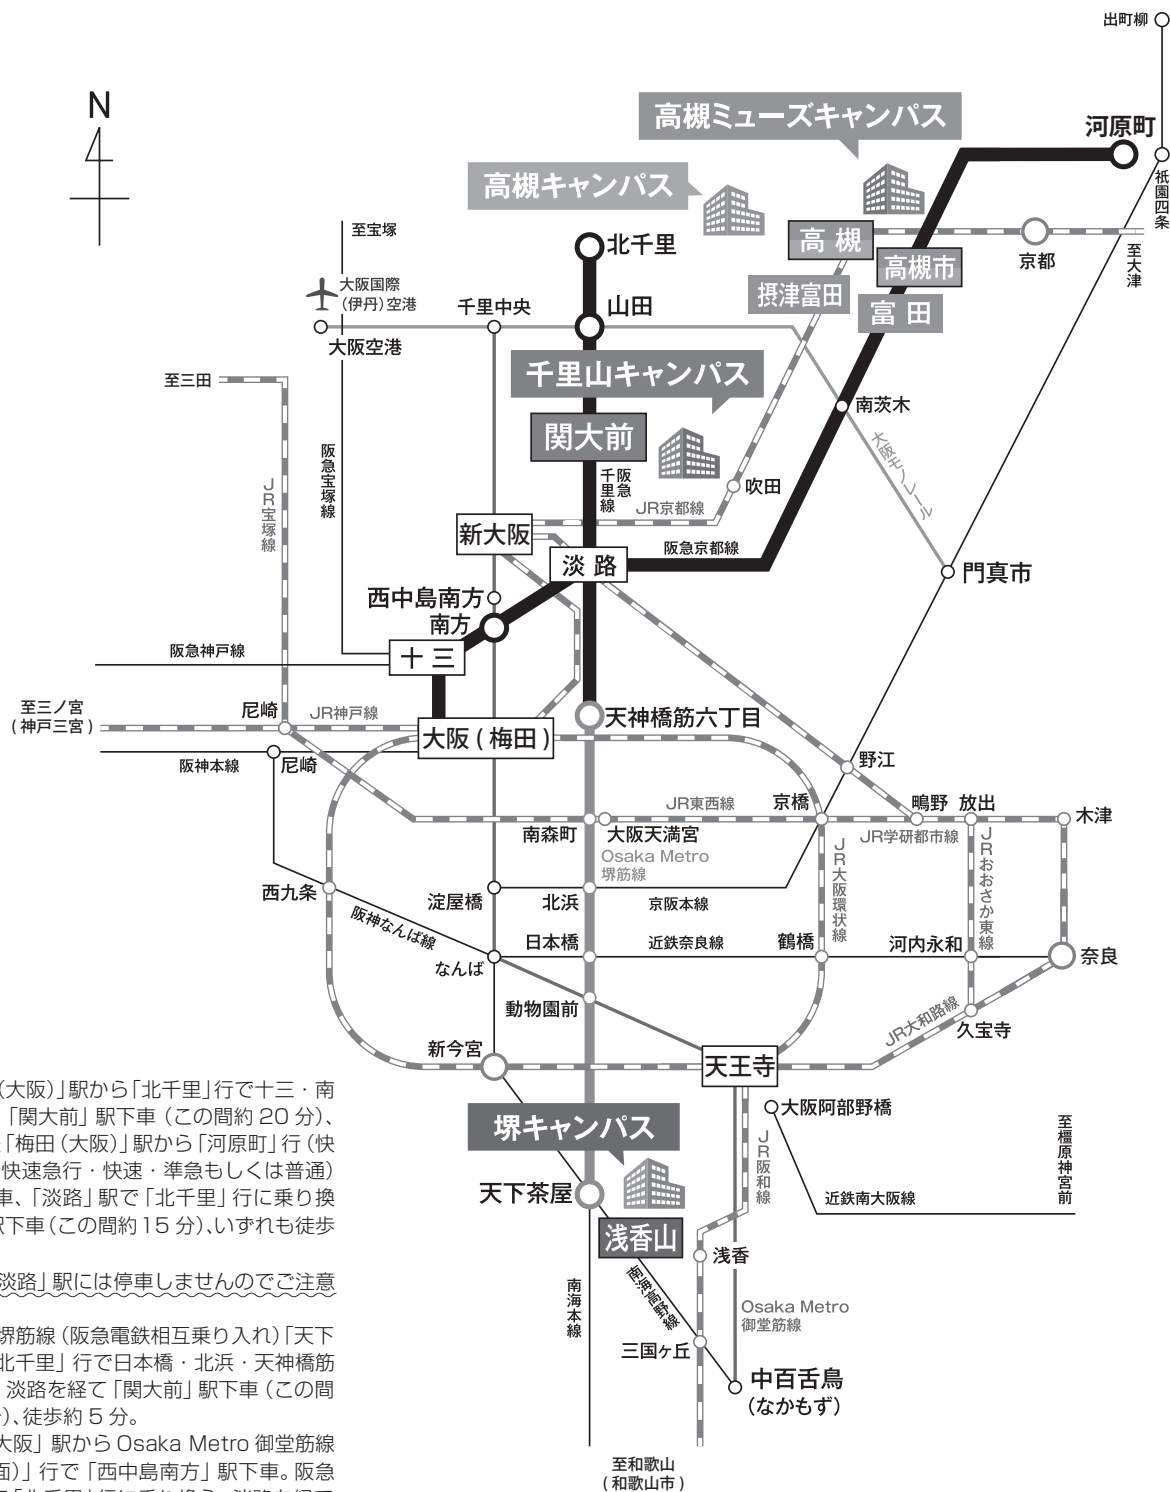 出町柳
N
高槻ミューズキャンパス
河原町
高槻キャンパス
祇園四条
至宝塚
北千里
高槻
高槻市
京都
至大津
大阪国際
(伊丹)空港
千里中央
山田
摂津富田
富田
大阪空港
至三田
千里山キャンパス
南茨木
関大前
大阪モノレール
阪急宝塚線
JR宝塚線
阪急
千里線
吹田
JR京都線
新大阪
淡路
阪急京都線
門真市
西中島南方
南方
阪急神戸線
十三
至三ノ宮
(神戸三宮)
尼崎
JR神戸線
大阪(梅田)
天神橋筋六丁目
阪神本線
尼崎
野江
JR東西線
京橋
鴫野
放出
木津
南森町
大阪天満宮
JR学研都市線
Osaka Metro
堺筋線
JR大阪環状線
JRおおさか東線
西九条
淀屋橋
北浜
京阪本線
阪神なんば線
日本橋
近鉄奈良線
鶴橋
河内永和
奈良
なんば
動物園前
JR大和路線
久宝寺
新今宮
天王寺
大阪阿部野橋
至橿原神宮前
堺キャンパス
JR阪和線
天下茶屋
近鉄南大阪線
浅香山
浅香
南海本線
南海高野線
Osaka Metro
御堂筋線
三国ヶ丘
中百舌鳥
(なかもず)
至和歌山
(和歌山市)
(大阪)」駅から「北千里」行で十三・南
「関大前」駅下車(この間約20分)、
「梅田(大阪)」駅から「河原町」行(快
快速急行・快速・準急もしくは普通)
車、「淡路」駅で「北千里」行に乗り換
駅下車(この間約15分)、いずれも徒歩
淡路」駅には停車しませんのでご注意
堺筋線(阪急電鉄相互乗り入れ)「天下
北千里」行で日本橋・北浜・天神橋筋
淡路を経て「関大前」駅下車(この間
)、徒歩約5分。
大阪」駅からOsaka Metro御堂筋線
面)」行で「西中島南方」駅下車。阪急